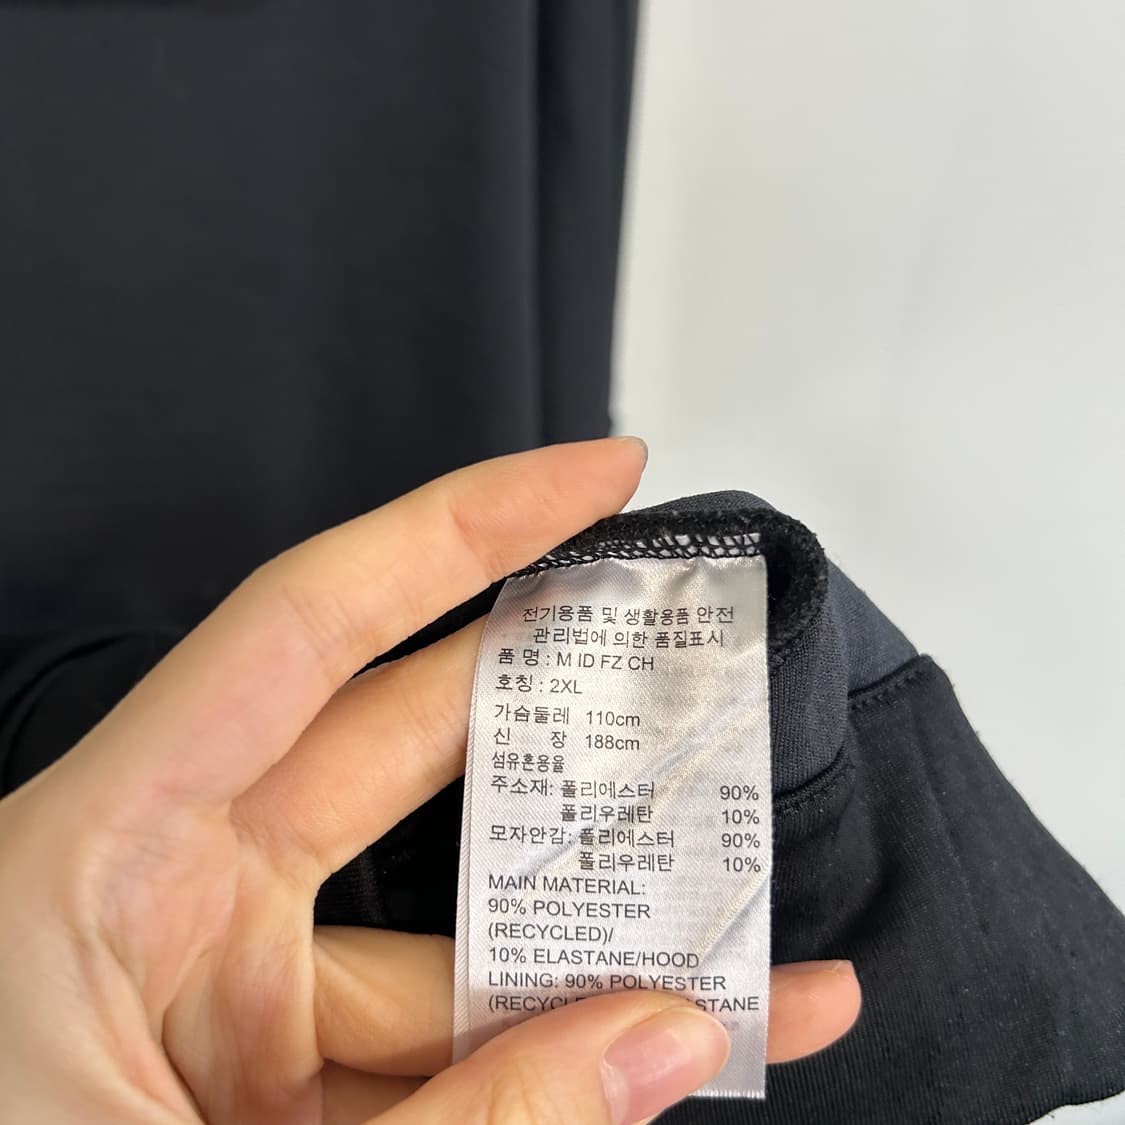 전기용품 및 생활용품 안전
관리법에 의한 품질표시
품 명 : M ID FZ CH
호칭 : 2XL
가슴둘레 110cm
신 장 188cm
섬유혼용율
주소재: 폴리에스터 90%
폴리우레탄 10%
모자안감: 폴리에스터 90%
폴리우레탄 10%
MAIN MATERIAL:
90% POLYESTER
(RECYCLED)/
10% ELASTANE/HOOD
LINING: 90% POLYESTER